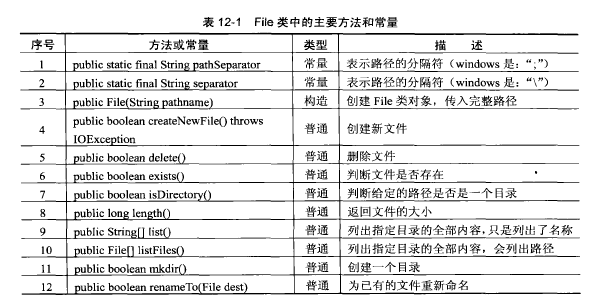 表 12-1 File 类中的主要方法和常量
序号 方法或常量 类型 描 述
1 public static final String pathSeparator 常量 表示路径的分隔符（windows 是：“;”）
2 public static final String separator 常量 表示路径的分隔符（windows 是：“\”）
3 public File(String pathname) 构造 创建 File 类对象，传入完整路径
4 public boolean createNewFile() throws IOException 普通 创建新文件
5 public boolean delete() 普通 删除文件
6 public boolean exists() 普通 判断文件是否存在
7 public boolean isDirectory() 普通 判断给定的路径是否是一个目录
8 public long length() 普通 返回文件的大小
9 public String[] list() 普通 列出指定目录的全部内容，只是列出了名称
10 public File[] listFiles() 普通 列出指定目录的全部内容，会列出路径
11 public boolean mkdir() 普通 创建一个目录
12 public boolean renameTo(File dest) 普通 为已有的文件重新命名